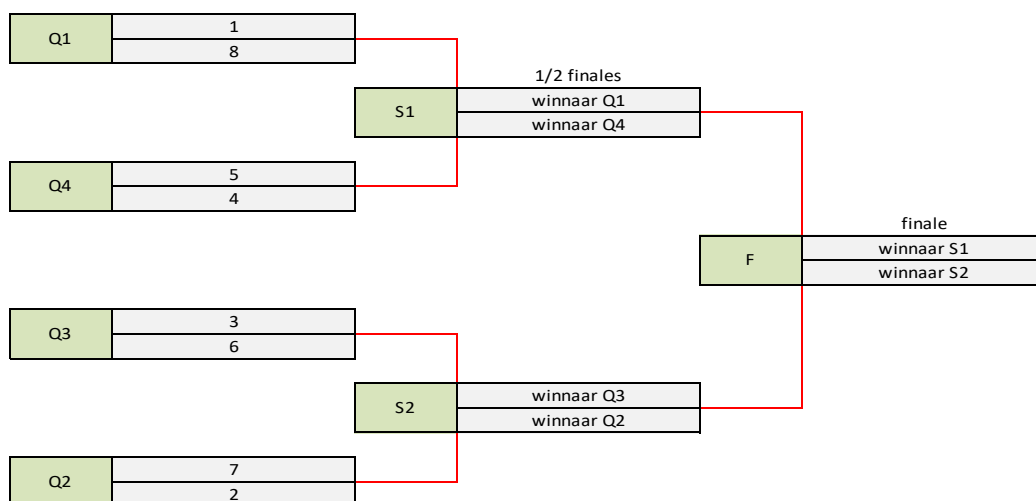 Q1
1
8
1/2 finales
S1
winnaar Q1
winnaar Q4
Q4
5
4
finale
F
winnaar S1
winnaar S2
Q3
3
6
S2
winnaar Q3
winnaar Q2
Q2
7
2